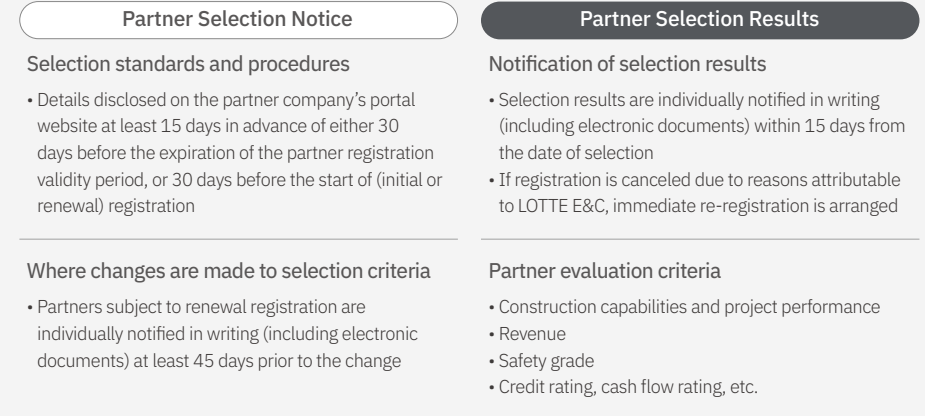 Partner Selection Notice
Selection standards and procedures
• Details disclosed on the partner company’s portal
website at least 15 days in advance of either 30
days before the expiration of the partner registration
validity period, or 30 days before the start of (initial or
renewal) registration
Where changes are made to selection criteria
• Partners subject to renewal registration are
individually notified in writing (including electronic
documents) at least 45 days prior to the change
Partner Selection Results
Notification of selection results
• Selection results are individually notified in writing
(including electronic documents) within 15 days from
the date of selection
• If registration is canceled due to reasons attributable
to LOTTE E&C, immediate re-registration is arranged
Partner evaluation criteria
• Construction capabilities and project performance
• Revenue
• Safety grade
• Credit rating, cash flow rating, etc.